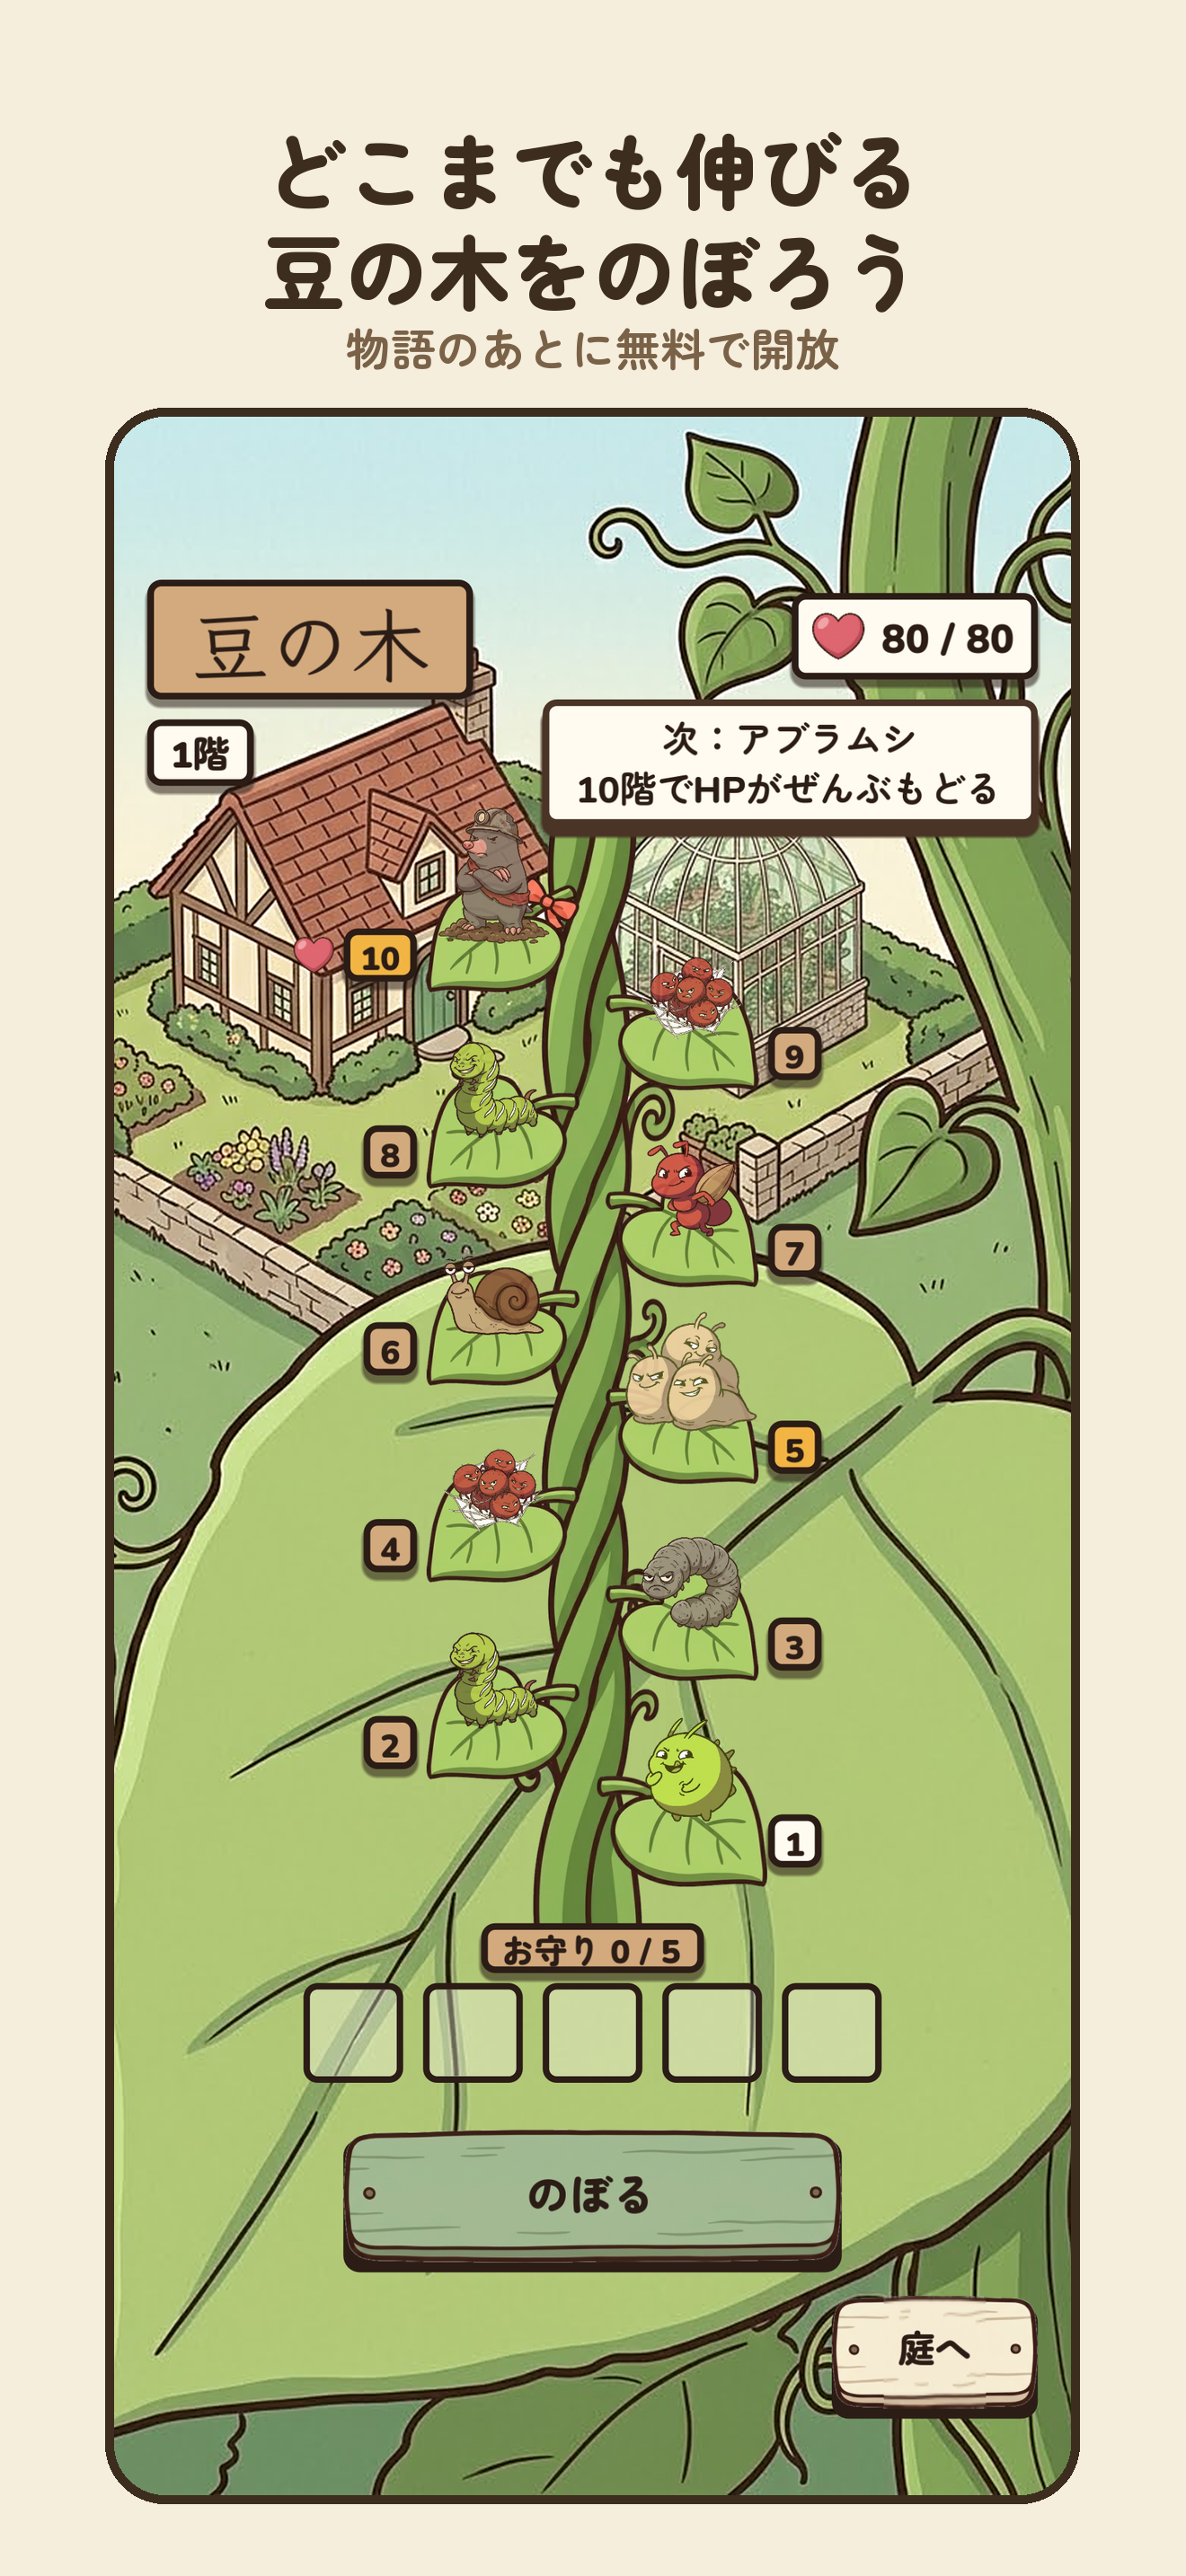 どこまでも伸びる
豆の木をのぼろう
物語のあとに無料で開放
豆の木
80 / 80
1階
次：アブラムシ
10階でHPがぜんぶもどる
10
9
8
7
6
5
4
3
2
1
お守り 0 / 5
のぼる
庭へ